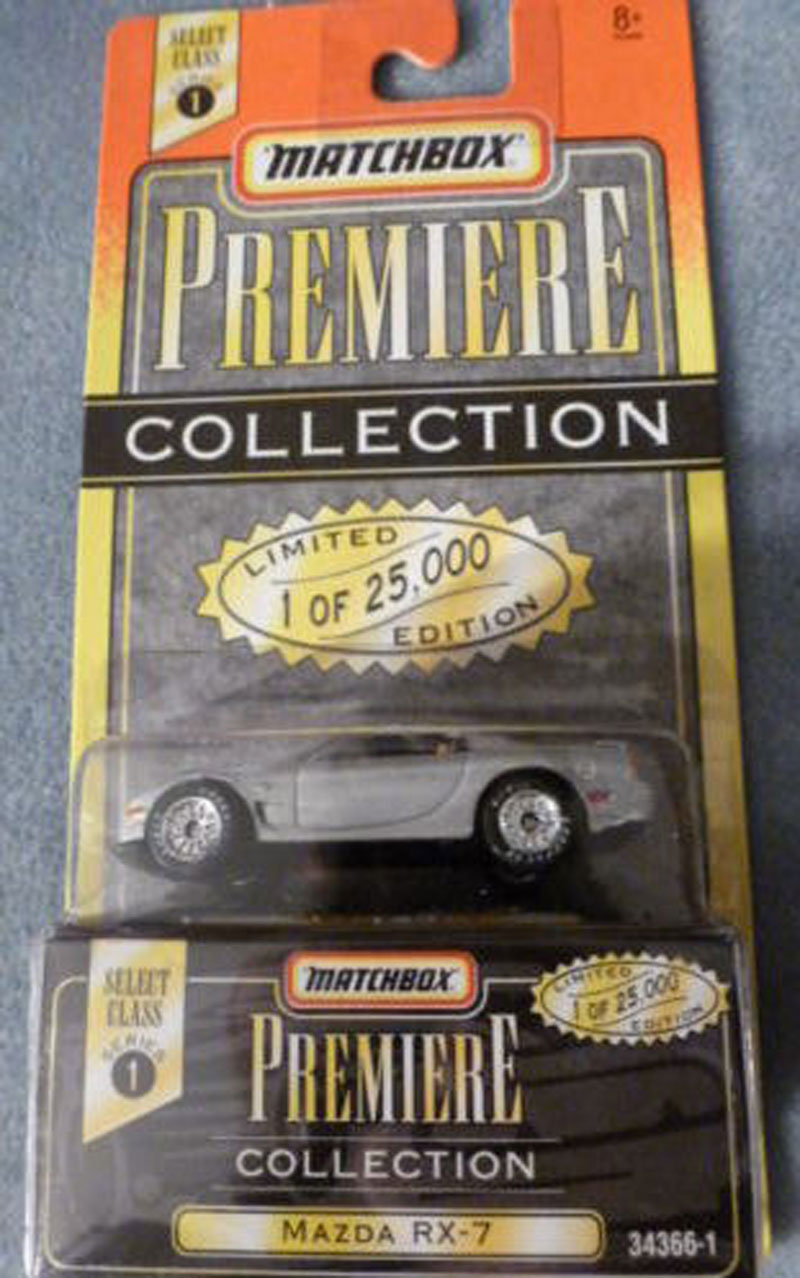 SELECT
CLASS
SERIES
1
8+
MATCHBOX
PREMIERE
COLLECTION
LIMITED
1 OF 25,000
EDITION
SELECT
CLASS
SERIES
1
MATCHBOX
LIMITED
1 OF 25,000
EDITION
PREMIERE
COLLECTION
MAZDA RX-7
34366-1